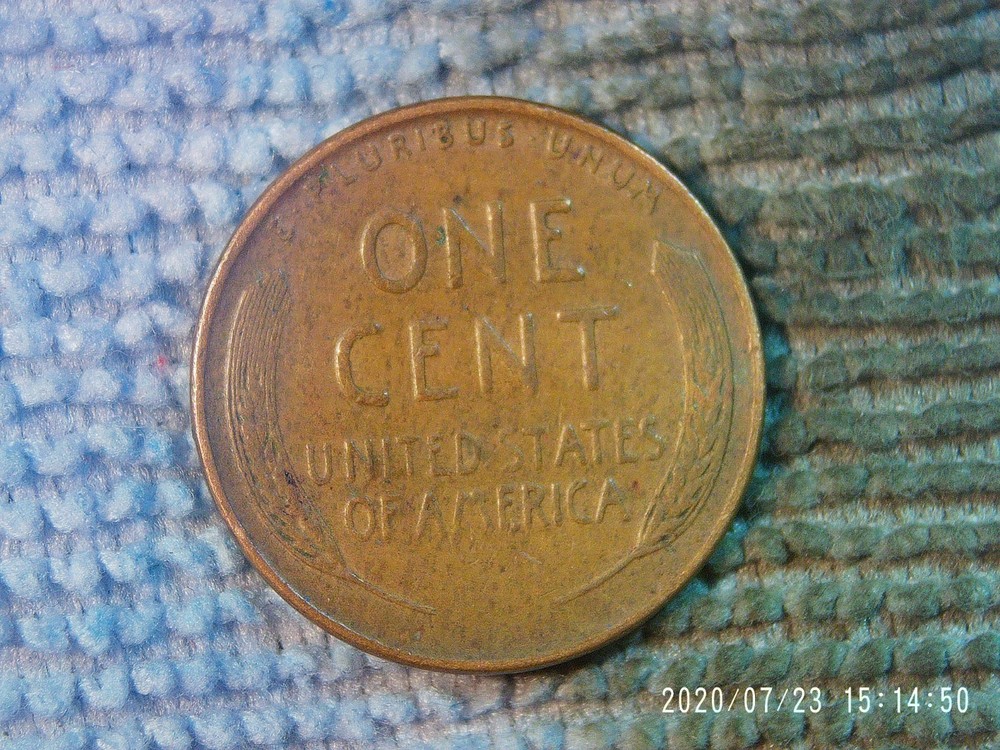 E PLURIBUS · UNUM
ONE
CENT
UNITED STATES
OF AMERICA
2020/07/23 15:14:50